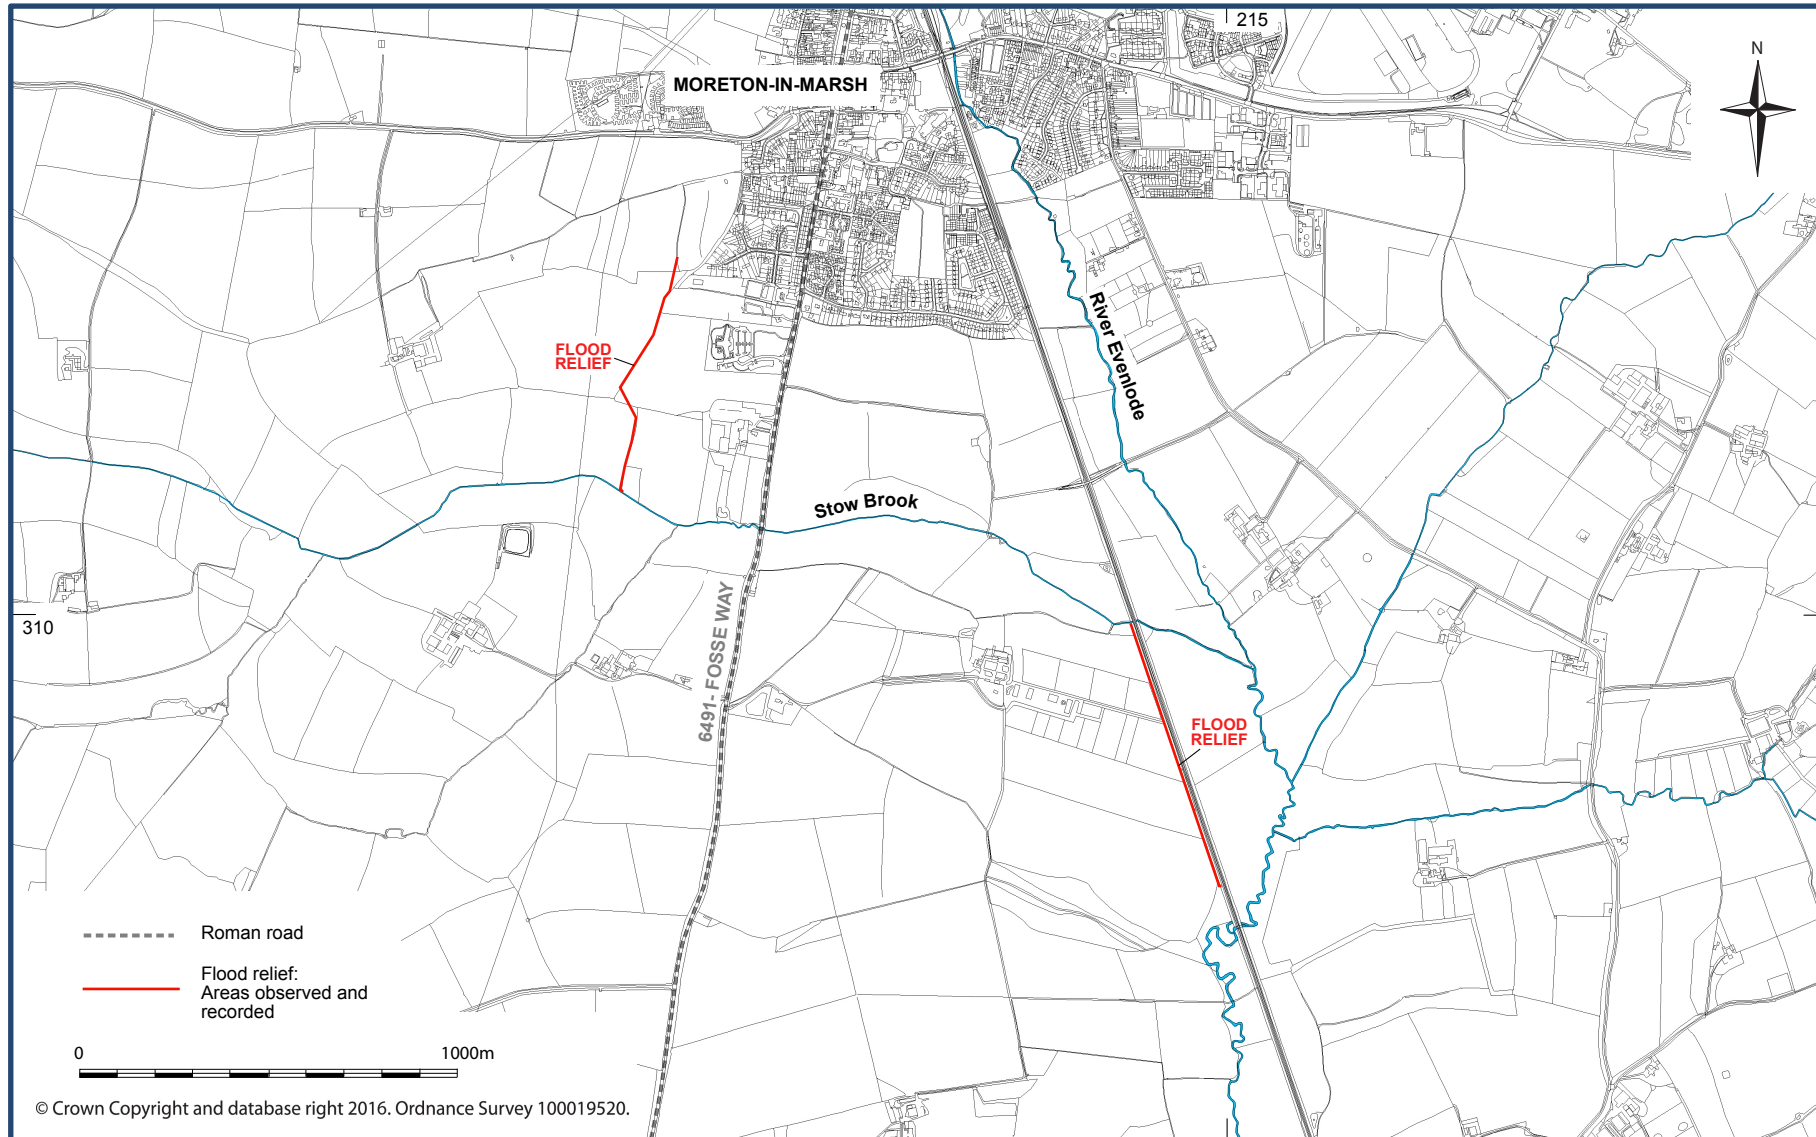 215
N
MORETON-IN-MARSH
River Evenlode
FLOOD
RELIEF
Stow Brook
6491- FOSSE WAY
310
FLOOD
RELIEF
Roman road
Flood relief:
Areas observed and
recorded
0
1000m
© Crown Copyright and database right 2016. Ordnance Survey 100019520.